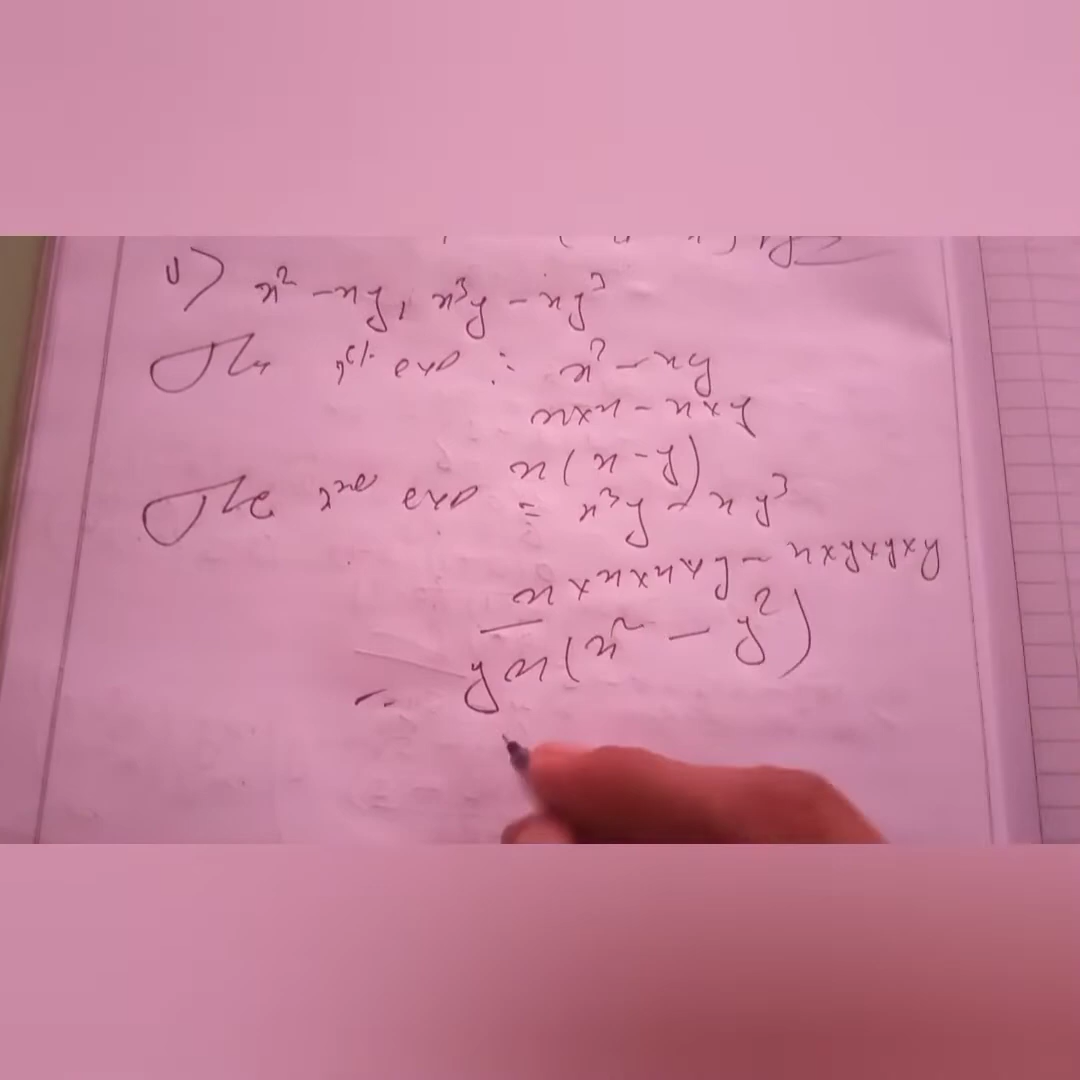 x² - xy, x³y - xy³
The 1st exp : x² - xy
x×x - x×y
x(x-y)
The 2nd exp = x³y - xy³
x×x×x×y - x×y×y×y
= yx(x² - y²)